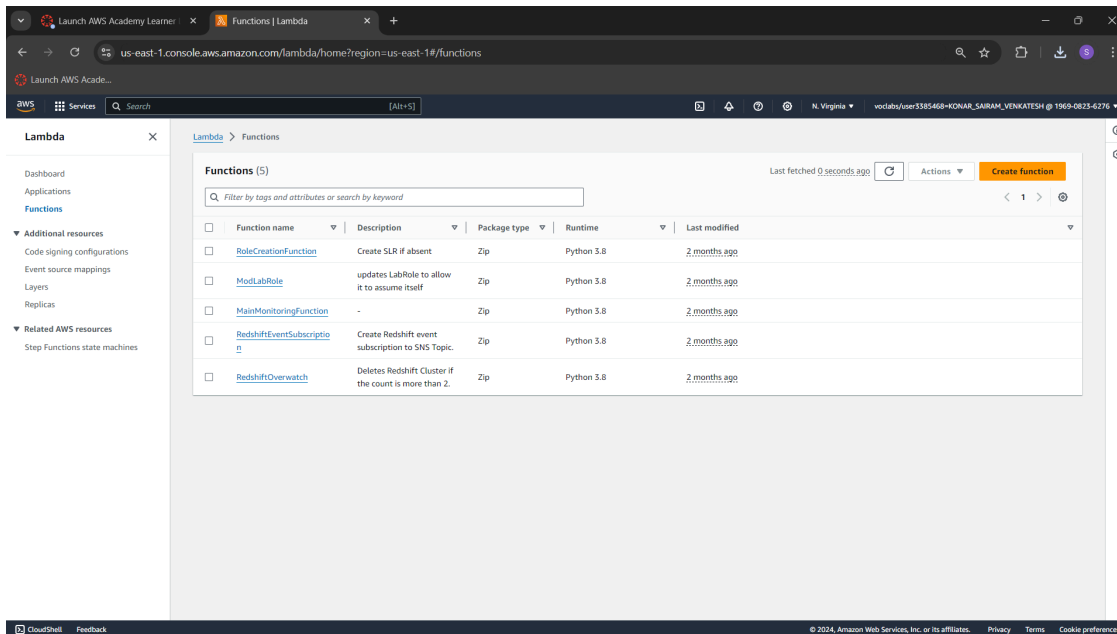 Launch AWS Academy Learner
Functions | Lambda
us-east-1.console.aws.amazon.com/lambda/home?region=us-east-1#/functions
S
Launch AWS Acade...
aws
Services
Search
[Alt+S]
N. Virginia
voclabs/user3385468=KONAR_SAIRAM_VENKATESH @ 1969-0823-6276
Lambda
Lambda > Functions
Dashboard
Applications
Functions
Additional resources
Code signing configurations
Event source mappings
Layers
Replicas
Related AWS resources
Step Functions state machines
Functions (5)
Last fetched 0 seconds ago
Actions
Create function
Filter by tags and attributes or search by keyword
1
Function name Description Package type Runtime Last modified
RoleCreationFunction Create SLR if absent Zip Python 3.8 2 months ago
ModLabRole updates LabRole to allow
it to assume itself Zip Python 3.8 2 months ago
MainMonitoringFunction - Zip Python 3.8 2 months ago
RedshiftEventSubscriptio
n Create Redshift event
subscription to SNS Topic. Zip Python 3.8 2 months ago
RedshiftOverwatch Deletes Redshift Cluster if
the count is more than 2. Zip Python 3.8 2 months ago
CloudShell Feedback
© 2024, Amazon Web Services, Inc. or its affiliates. Privacy Terms Cookie preference